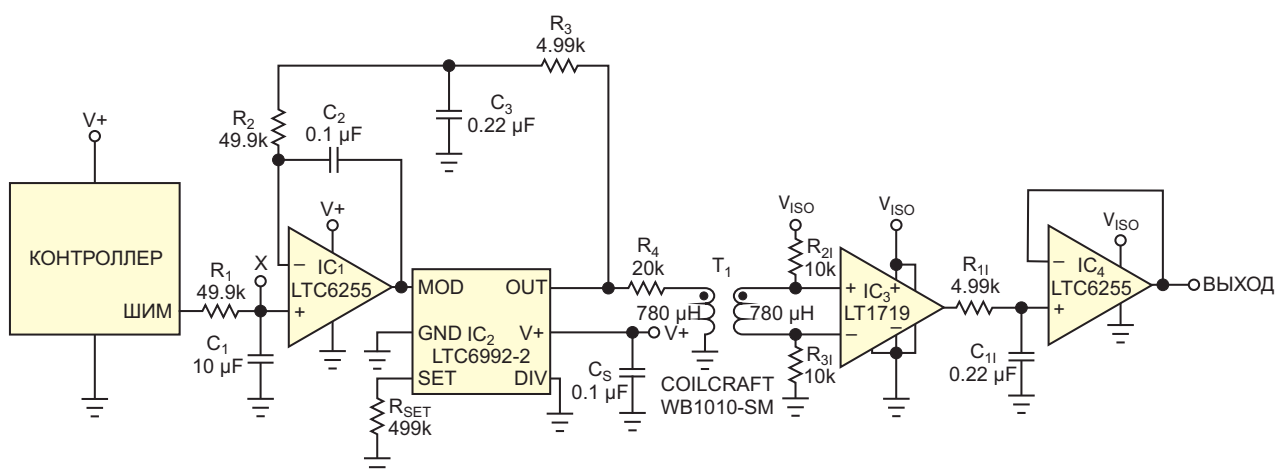 R3
4.99k
V+
R2
49.9k
C2
0.1 µF
C3
0.22 µF
КОНТРОЛЛЕР
ШИМ
R1
49.9k
X
C1
10 µF
V+
IC1
LTC6255
−
+
MOD
OUT
GND
IC2
LTC6992-2
V+
SET
DIV
RSET
499k
V+
CS
0.1 µF
R4
20k
T1
780 µH
780 µH
COILCRAFT
WB1010-SM
VISO
R2I
10k
R3I
10k
VISO
+
−
+
−
IC3
LT1719
R1I
4.99k
C1I
0.22 µF
VISO
−
+
IC4
LTC6255
ВЫХОД